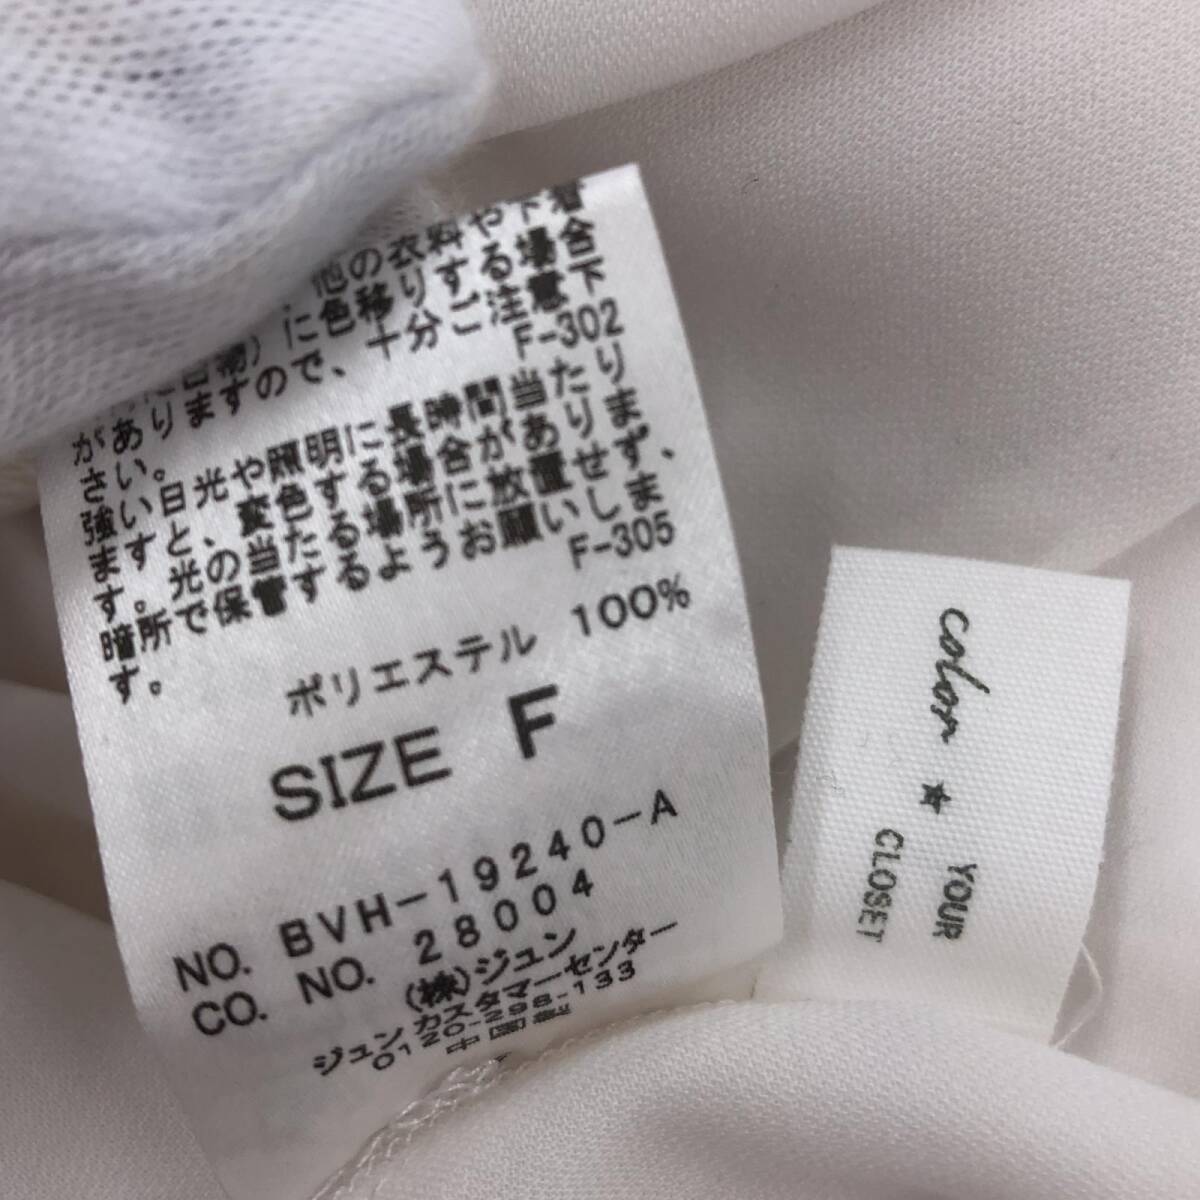 他の衣料や下着
に色移りする場合
がありますので、十分ご注意下
さい。 F-302
強い日光や照明に長時間当たり
ますと、変色する場合がありま
す。光の当たる場所に放置せず、
暗所で保管するようお願いしま
す。 F-305
ポリエステル 100%
SIZE F
NO. BVH-19240-A
CO. NO. 28004
(株)ジュン
ジュンカスタマーセンター
0120-298-133
中国製
color
★
YOUR
CLOSET